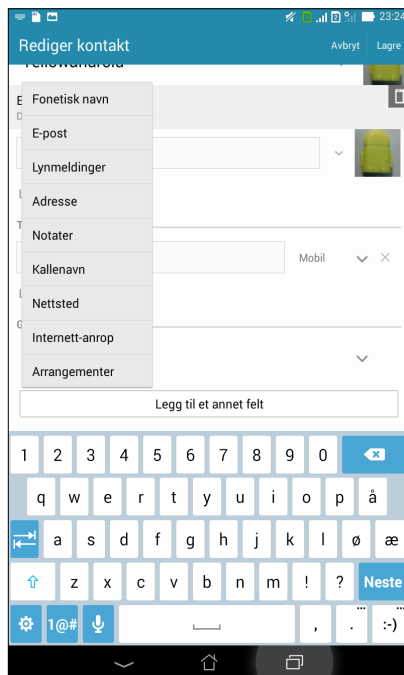 23:24
Rediger kontakt
Avbryt
Lagre
Fonetisk navn
E-post
Lynmeldinger
Adresse
Notater
Kallenavn
Nettsted
Internett-anrop
Arrangementer
Mobil
Legg til et annet felt
1 2 3 4 5 6 7 8 9 0
q w e r t y u i o p å
a s d f g h j k l ø æ
z x c v b n m ! ? Neste
1@# , . :-)